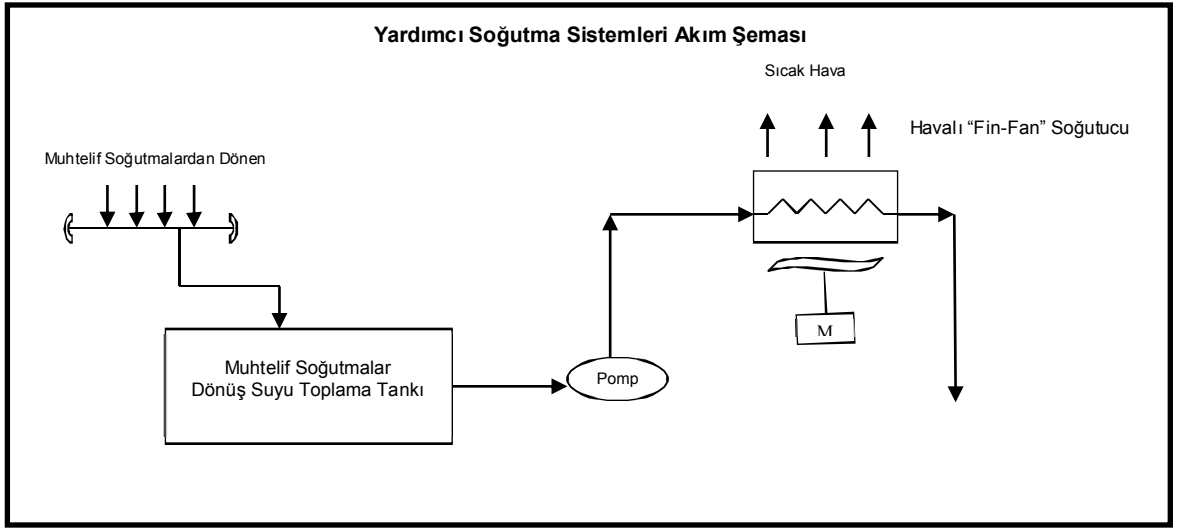 Yardımcı Soğutma Sistemleri Akım Şeması
Sıcak Hava
Havalı “Fin-Fan” Soğutucu
Muhtelif Soğutmalardan Dönen
M
Muhtelif Soğutmalar
Dönüş Suyu Toplama Tankı
Pomp